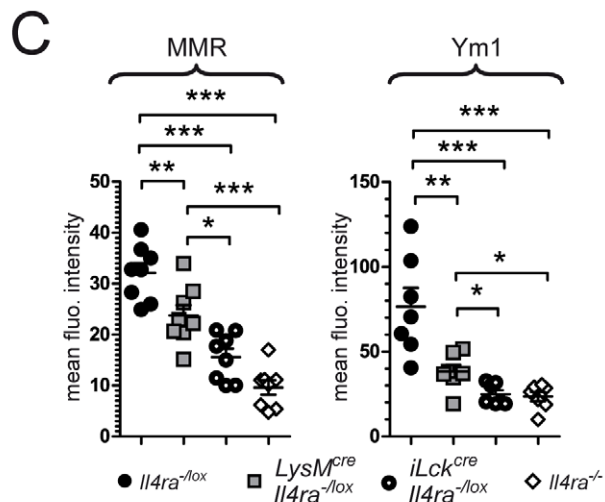 C
MMR
Ym1
***
***
***
***
**
***
**
*
*
*
50
40
30
20
10
0
mean fluo. intensity
150
100
50
0
mean fluo. intensity
Il4ra-/lox
LysMcre
Il4ra-/lox
iLckcre
Il4ra-/lox
Il4ra-/-